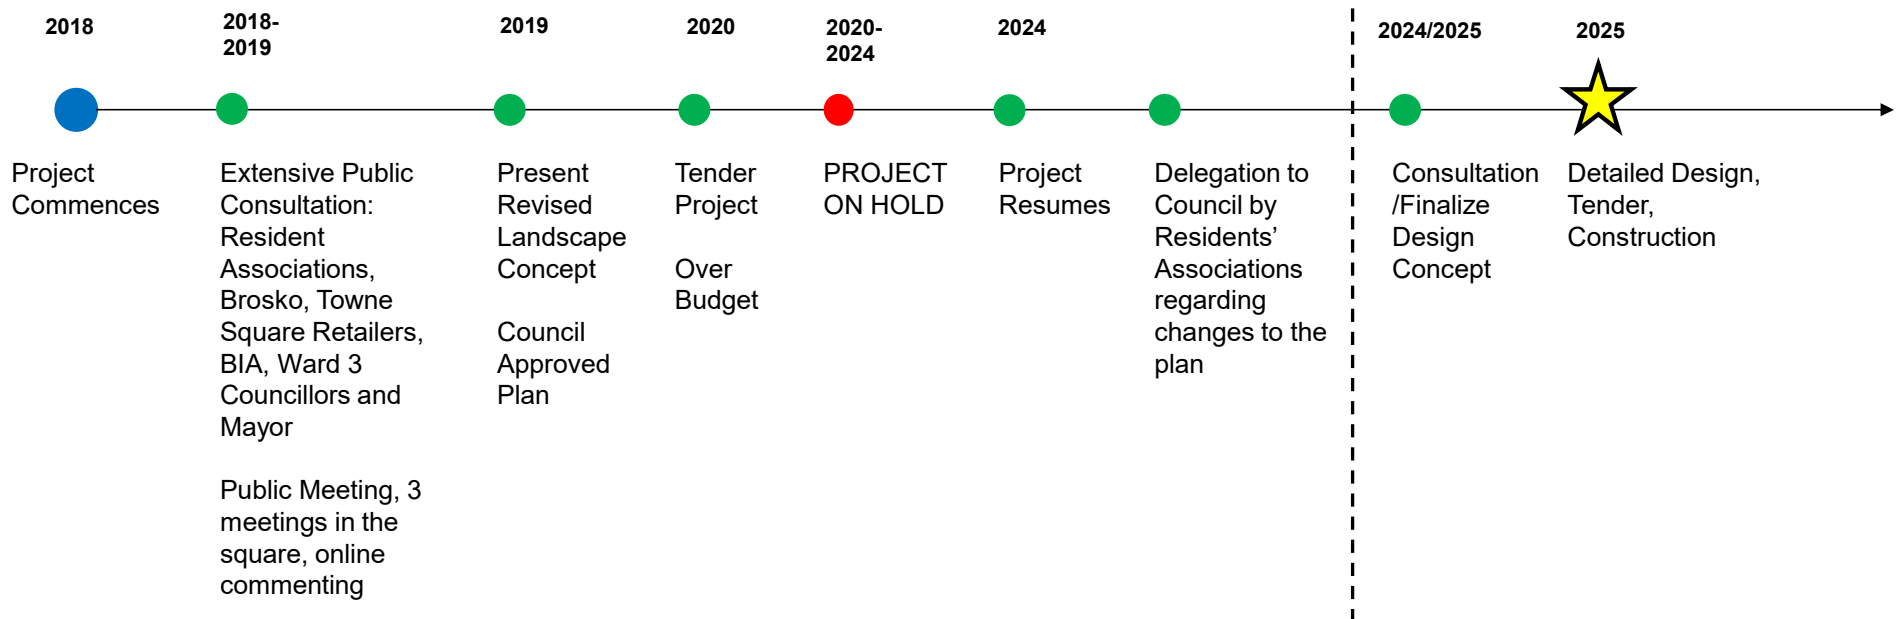 2018
Project
Commences
2018-
2019
Extensive Public
Consultation:
Resident
Associations,
Brosko, Towne
Square Retailers,
BIA, Ward 3
Councillors and
Mayor
Public Meeting, 3
meetings in the
square, online
commenting
2019
Present
Revised
Landscape
Concept
Council
Approved
Plan
2020
Tender
Project
Over
Budget
2020-
2024
PROJECT
ON HOLD
2024
Project
Resumes
Delegation to
Council by
Residents’
Associations
regarding
changes to the
plan
2024/2025
Consultation
/Finalize
Design
Concept
2025
Detailed Design,
Tender,
Construction